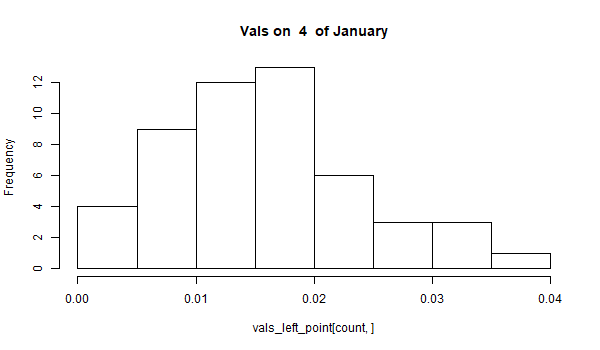 Vals on  4  of January
Frequency
12
10
8
6
4
2
0
0.00 0.01 0.02 0.03 0.04
vals_left_point[count, ]